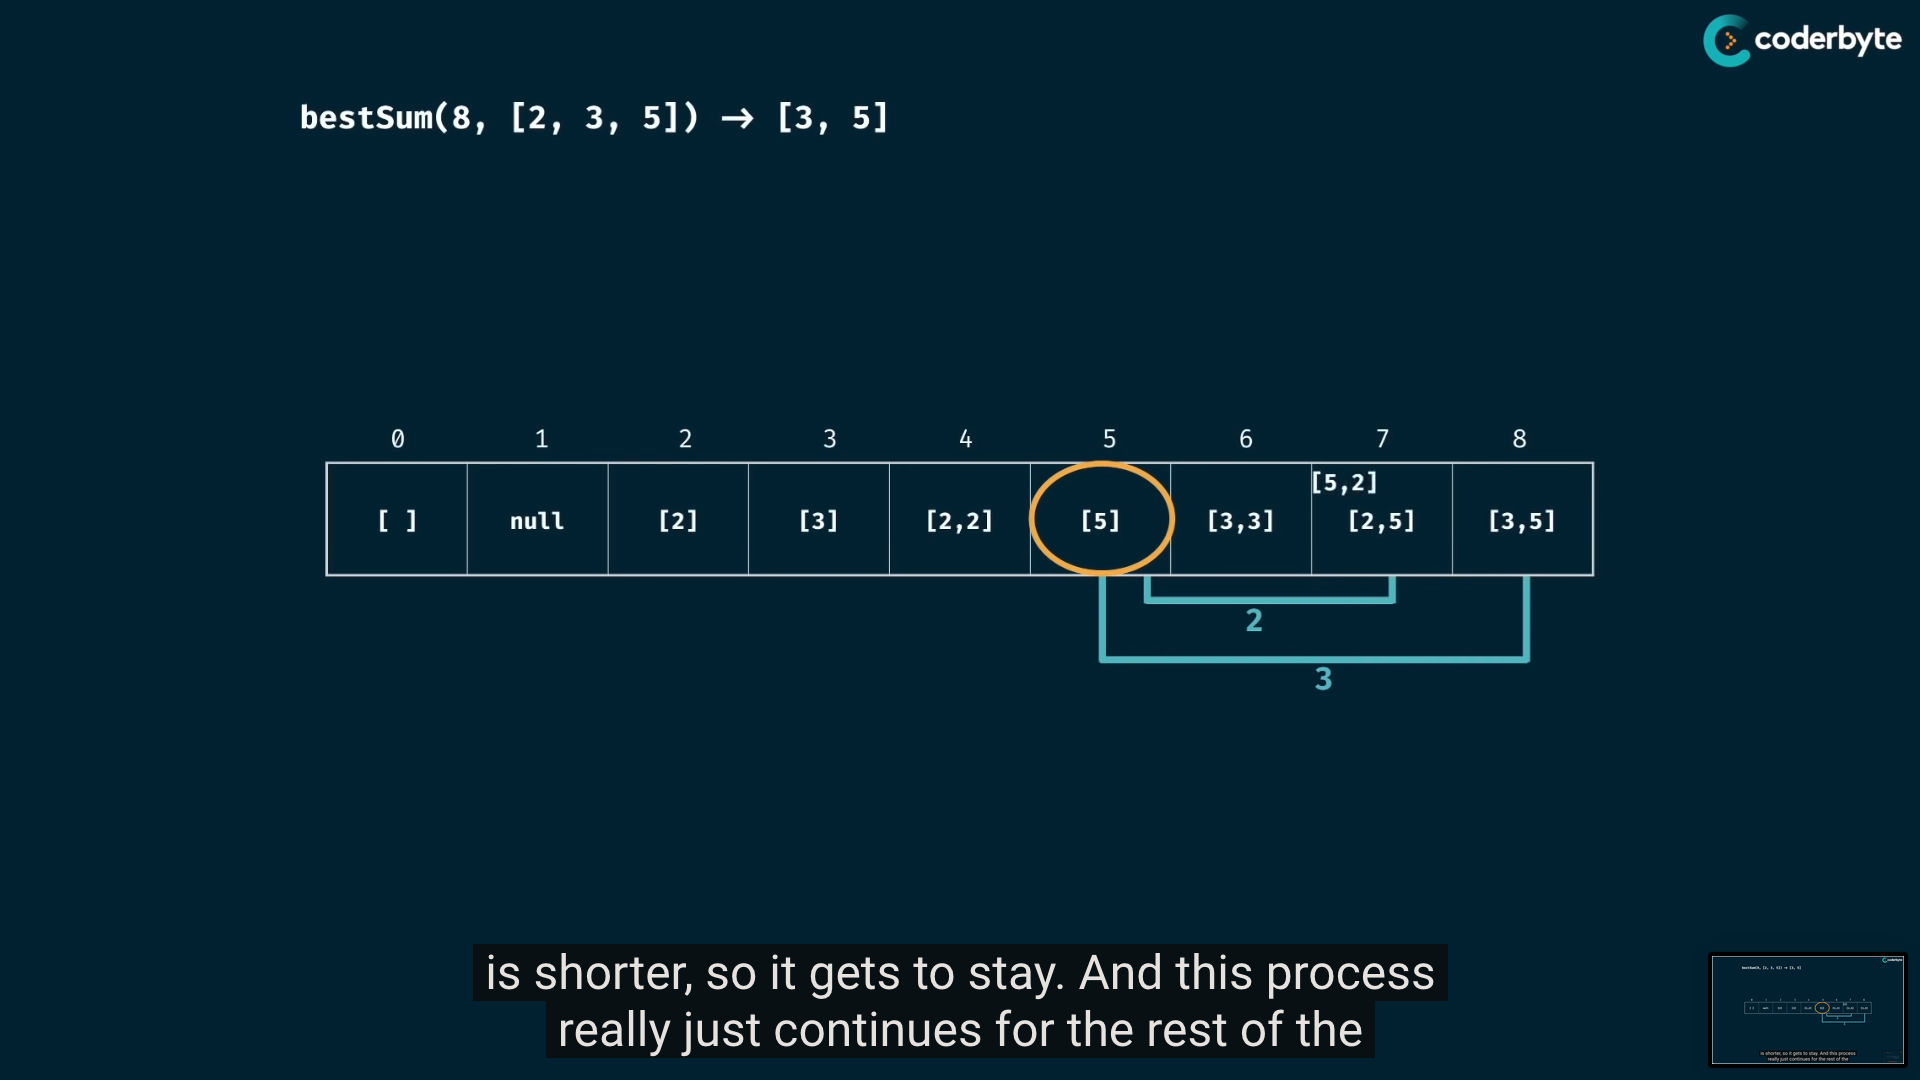 coderbyte
bestSum(8, [2, 3, 5]) → [3, 5]
0 1 2 3 4 5 6 7 8
[5,2]
[ ] null [2] [3] [2,2] [5] [3,3] [2,5] [3,5]
2
3
is shorter, so it gets to stay. And this process
really just continues for the rest of the